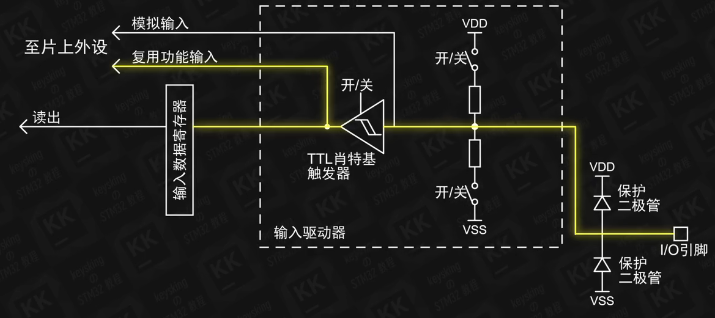 模拟输入
VDD
至片上外设
复用功能输入
开/关
开/关
读出
输入数据寄存器
TTL肖特基
触发器
VDD
保护
二极管
开/关
输入驱动器
VSS
I/O引脚
保护
二极管
VSS